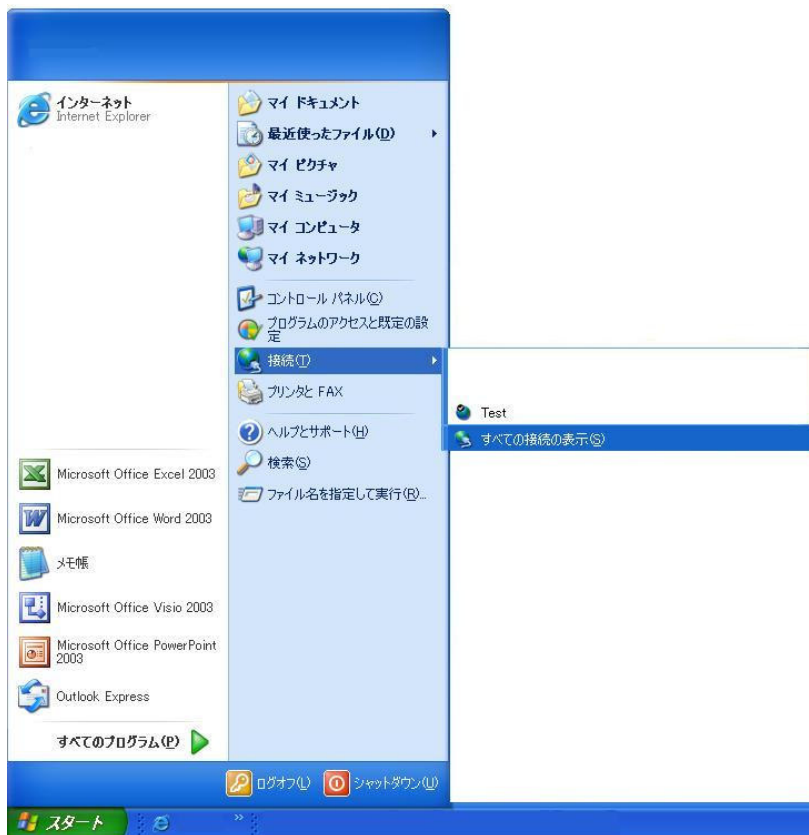 インターネット
Internet Explorer
Microsoft Office Excel 2003
Microsoft Office Word 2003
メモ帳
Microsoft Office Visio 2003
Microsoft Office PowerPoint
2003
Outlook Express
すべてのプログラム(P)
マイ ドキュメント
最近使ったファイル(D)
マイ ピクチャ
マイ ミュージック
マイ コンピュータ
マイ ネットワーク
コントロール パネル(C)
プログラムのアクセスと既定の設
定
接続(T)
プリンタと FAX
ヘルプとサポート(H)
検索(S)
ファイル名を指定して実行(R)...
Test
すべての接続の表示(S)
ログオフ(L)
シャットダウン(U)
スタート